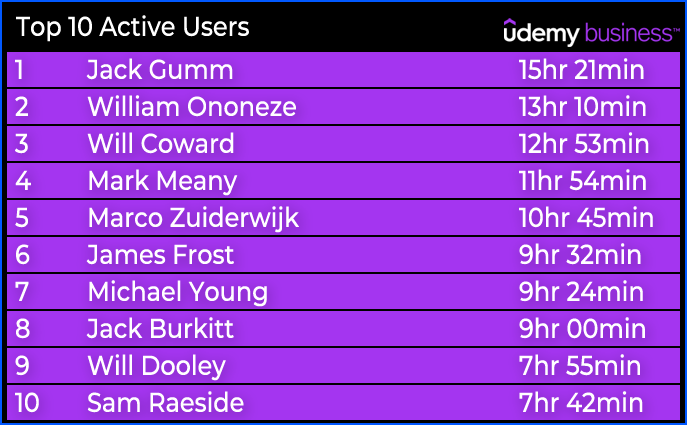 Top 10 Active Users
ûdemy business™
1 Jack Gumm 15hr 21min
2 William Ononeze 13hr 10min
3 Will Coward 12hr 53min
4 Mark Meany 11hr 54min
5 Marco Zuiderwijk 10hr 45min
6 James Frost 9hr 32min
7 Michael Young 9hr 24min
8 Jack Burkitt 9hr 00min
9 Will Dooley 7hr 55min
10 Sam Raeside 7hr 42min